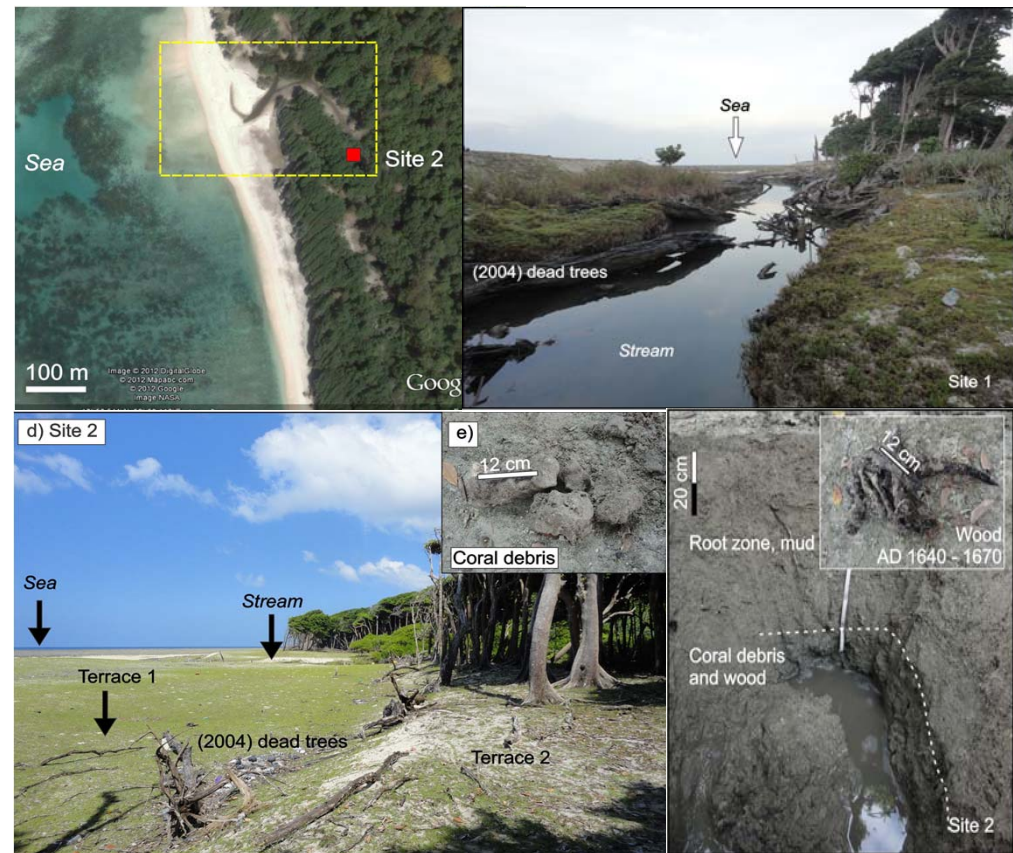 Sea
Site 2
100 m
Image © 2012 DigitalGlobe
© 2012 Mapabc.com
© 2012 Google
Image NASA
Goog
Sea
(2004) dead trees
Stream
Site 1
d) Site 2
Sea
Stream
Terrace 1
(2004) dead trees
Terrace 2
e)
12 cm
Coral debris
20 cm
Root zone, mud
12 cm
Wood
AD 1640 - 1670
Coral debris
and wood
Site 2